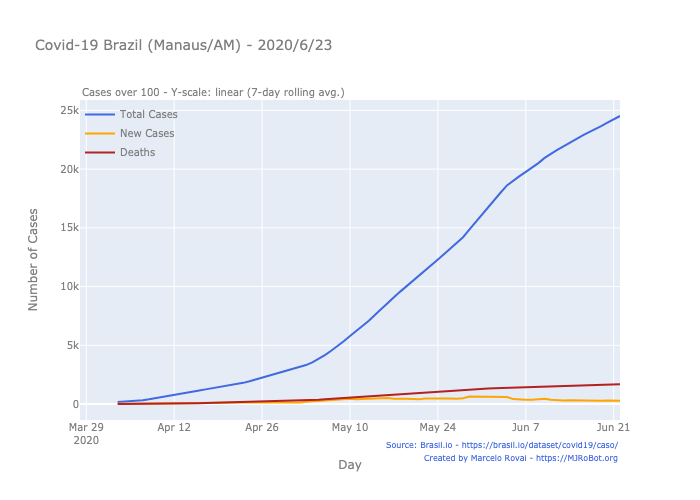 Covid-19 Brazil (Manaus/AM) - 2020/6/23
Cases over 100 - Y-scale: linear (7-day rolling avg.)
Total Cases
New Cases
Deaths
25k
20k
15k
10k
5k
0
Number of Cases
Mar 29
2020
Apr 12
Apr 26
May 10
May 24
Jun 7
Jun 21
Day
Source: Brasil.io - https://brasil.io/dataset/covid19/caso/
Created by Marcelo Rovai - https://MJRoBot.org